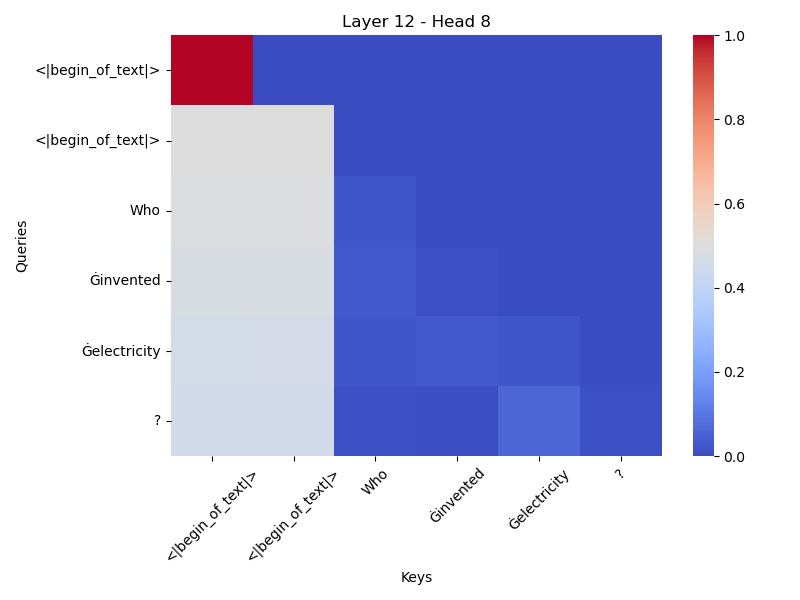 Layer 12 - Head 8
<|begin_of_text|>
<|begin_of_text|>
Who
Ġinvented
Ġelectricity
?
Queries
<|begin_of_text|>
<|begin_of_text|>
Who
Ġinvented
Ġelectricity
?
Keys
1.0
0.8
0.6
0.4
0.2
0.0